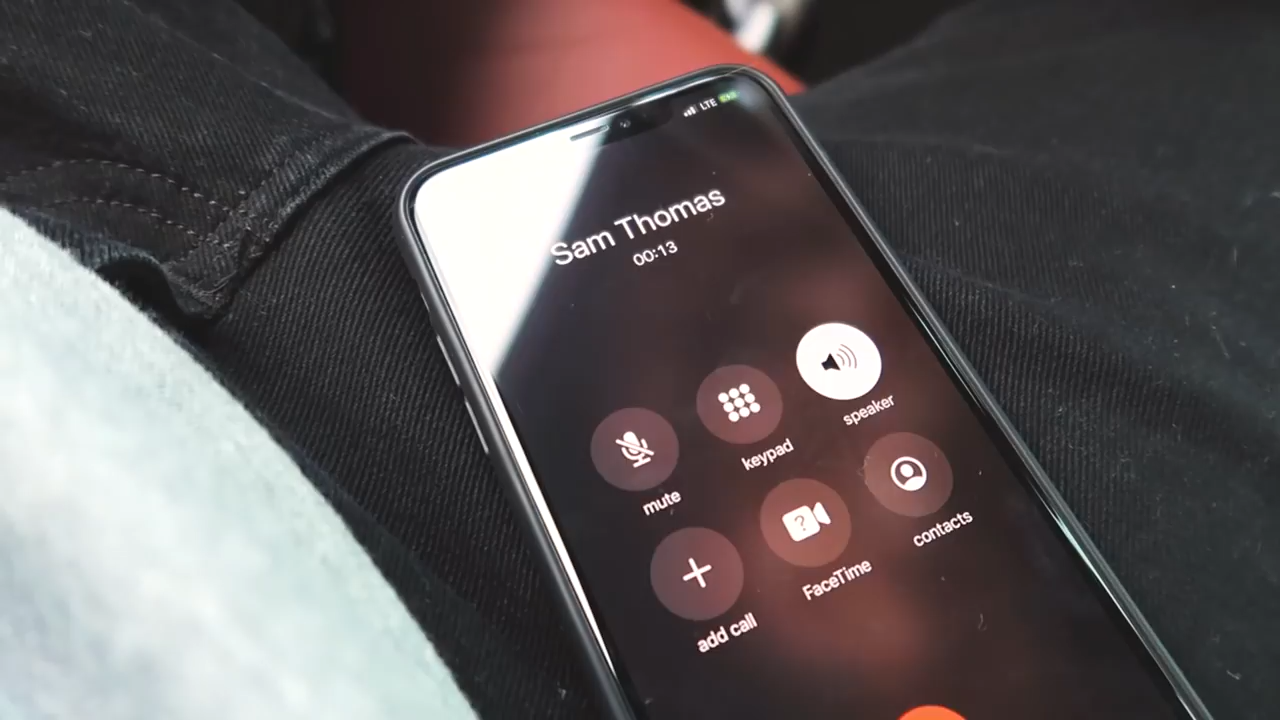 LTE
Sam Thomas
00:13
mute
keypad
speaker
add call
FaceTime
contacts